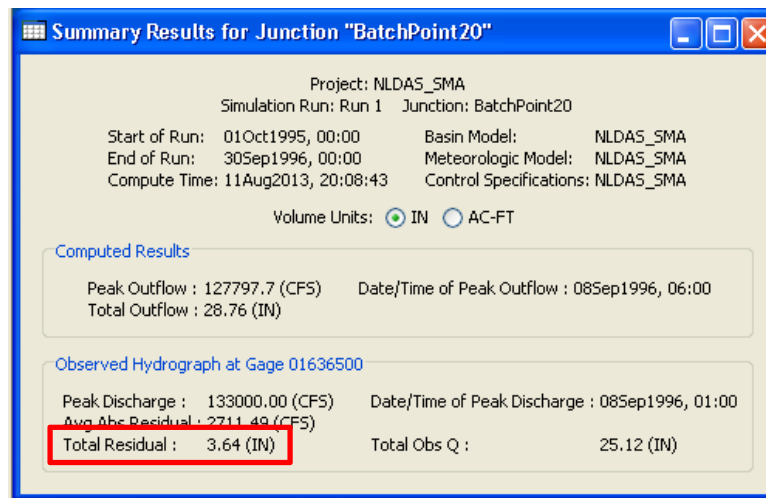 Summary Results for Junction "BatchPoint20"
Project: NLDAS_SMA
Simulation Run: Run 1 Junction: BatchPoint20
Start of Run: 01Oct1995, 00:00 Basin Model: NLDAS_SMA
End of Run: 30Sep1996, 00:00 Meteorologic Model: NLDAS_SMA
Compute Time: 11Aug2013, 20:08:43 Control Specifications: NLDAS_SMA
Volume Units: IN AC-FT
Computed Results
Peak Outflow : 127797.7 (CFS) Date/Time of Peak Outflow : 08Sep1996, 06:00
Total Outflow : 28.76 (IN)
Observed Hydrograph at Gage 01636500
Peak Discharge : 133000.00 (CFS) Date/Time of Peak Discharge : 08Sep1996, 01:00
Avg Abs Residual : 2711.49 (CFS)
Total Residual : 3.64 (IN) Total Obs Q : 25.12 (IN)